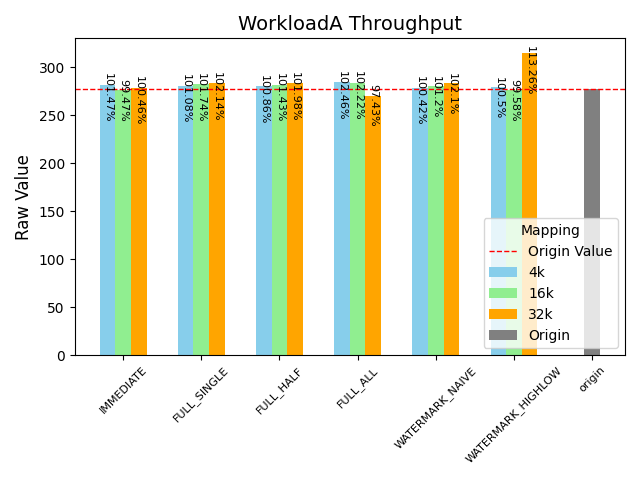 WorkloadA Throughput
Raw Value
300
250
200
150
100
50
0
101.47%
99.47%
100.46%
101.08%
101.74%
102.14%
100.86%
101.43%
101.98%
102.46%
102.22%
97.43%
100.42%
101.2%
102.1%
100.5%
99.58%
113.26%
Mapping
Origin Value
4k
16k
32k
Origin
IMMEDIATE
FULL_SINGLE
FULL_HALF
FULL_ALL
WATERMARK_NAIVE
WATERMARK_HIGHLOW
origin